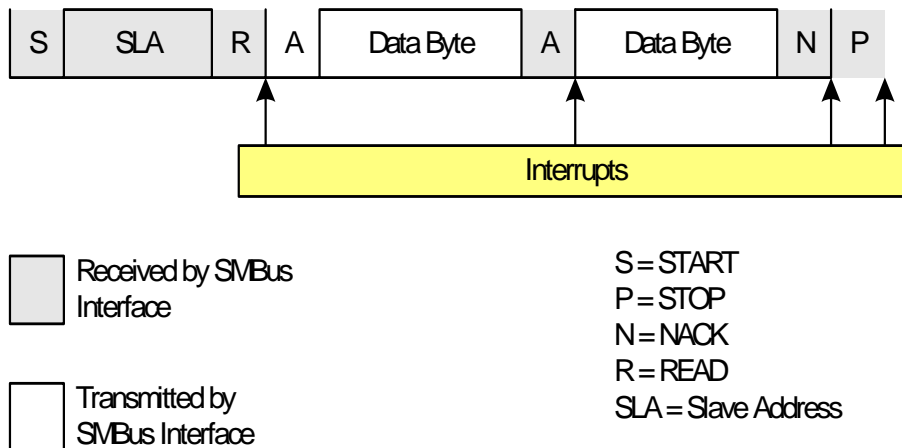 S SLA R A Data Byte A Data Byte N P
Interrupts
Received by SMBus
Interface
Transmitted by
SMBus Interface
S = START
P = STOP
N = NACK
R = READ
SLA = Slave Address